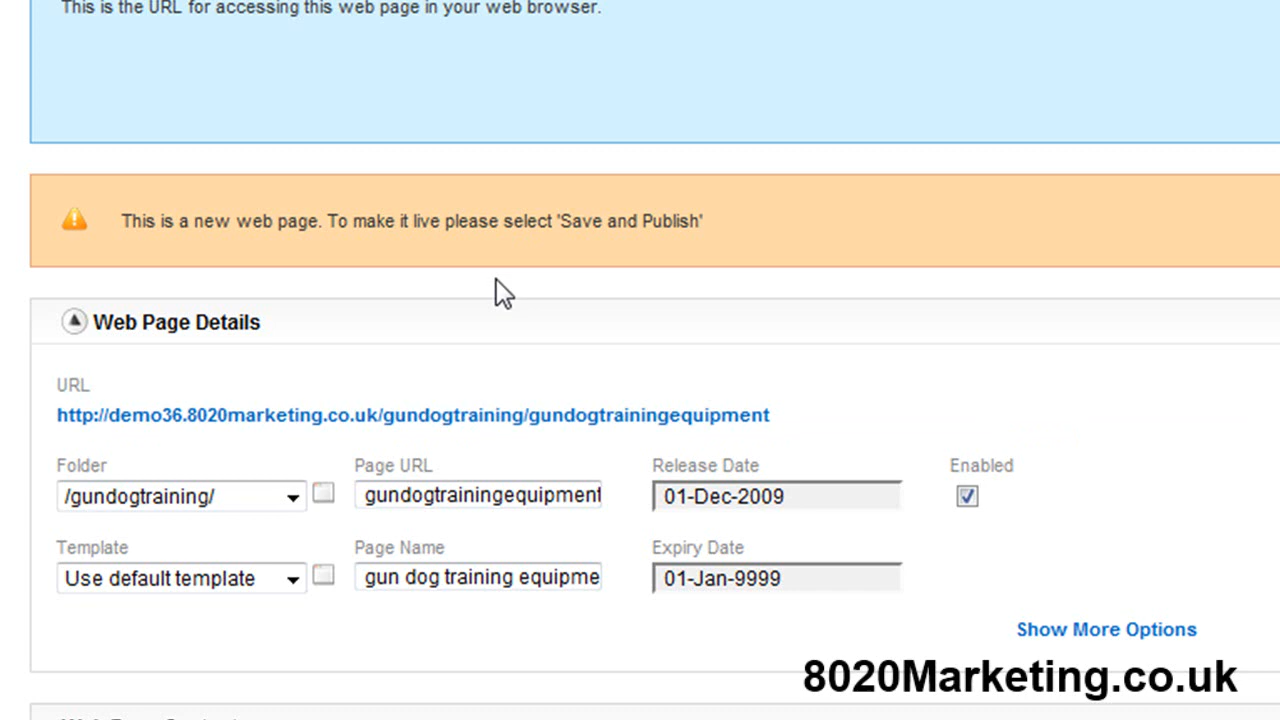 This is the URL for accessing this web page in your web browser.
This is a new web page. To make it live please select 'Save and Publish'
Web Page Details
URL
http://demo36.8020marketing.co.uk/gundogtraining/gundogtrainingequipment
Folder Page URL Release Date Enabled
/gundogtraining/ gundogtrainingequipment 01-Dec-2009
Template Page Name Expiry Date
Use default template gun dog training equipme 01-Jan-9999
Show More Options
8020Marketing.co.uk